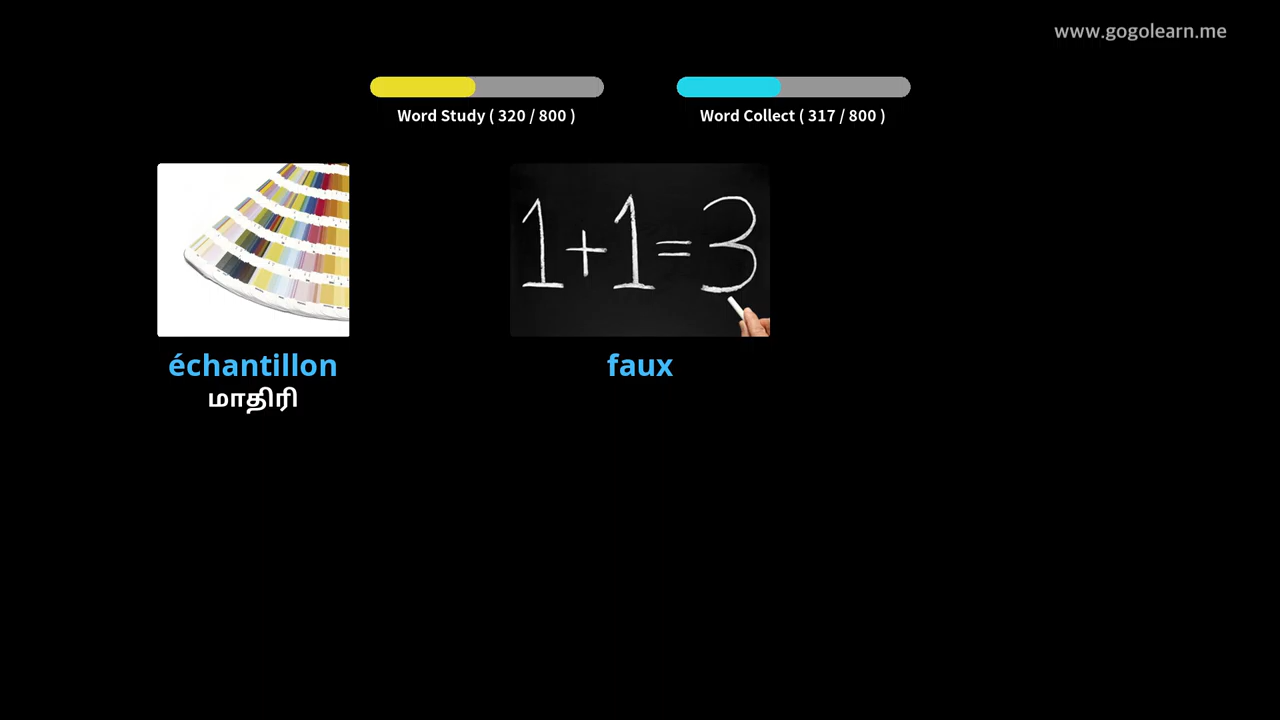 www.gogolearn.me
Word Study ( 320 / 800 )
Word Collect ( 317 / 800 )
1+1=3
échantillon
மாதிரி
faux